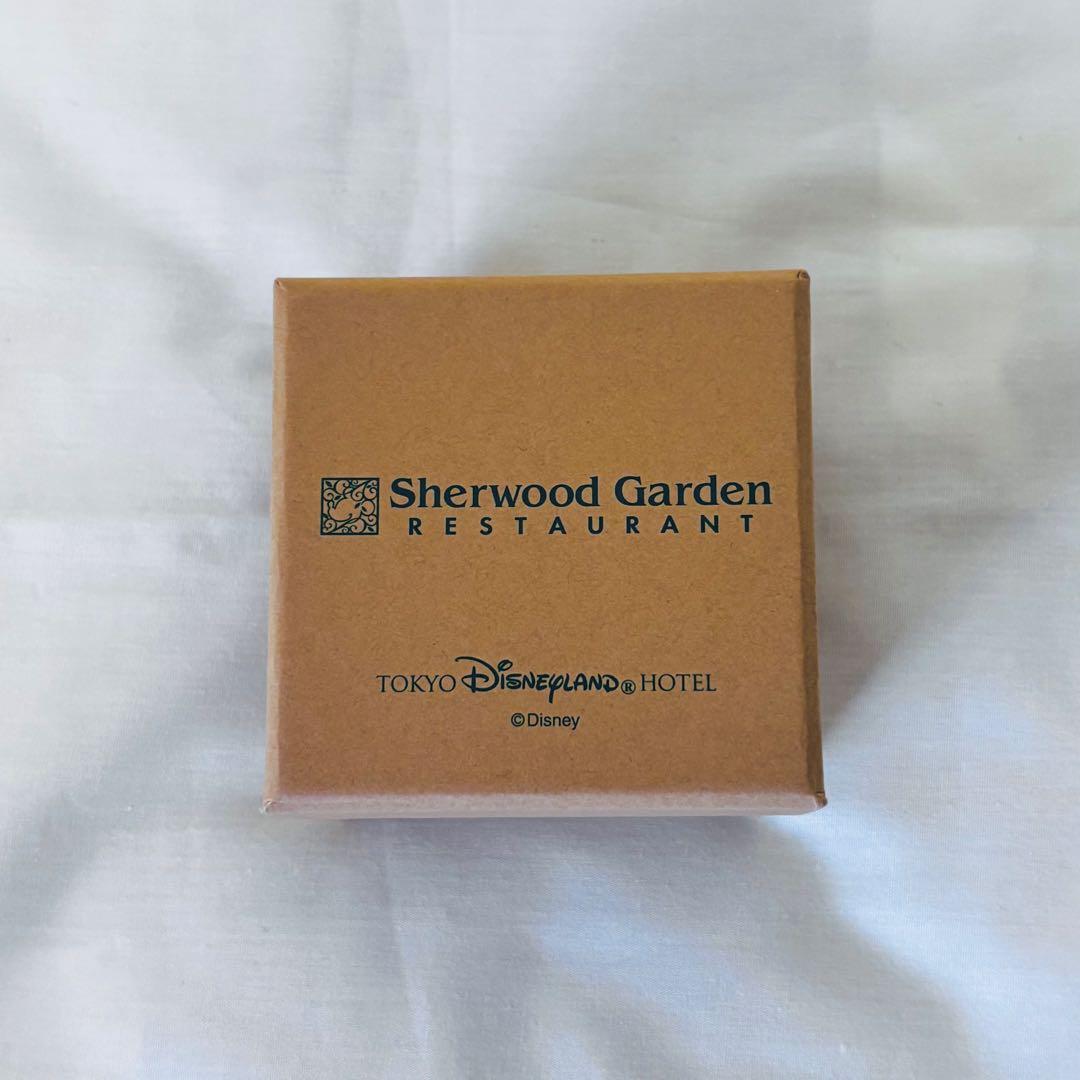 Sherwood Garden
RESTAURANT
TOKYO DISNEYLAND® HOTEL
©Disney